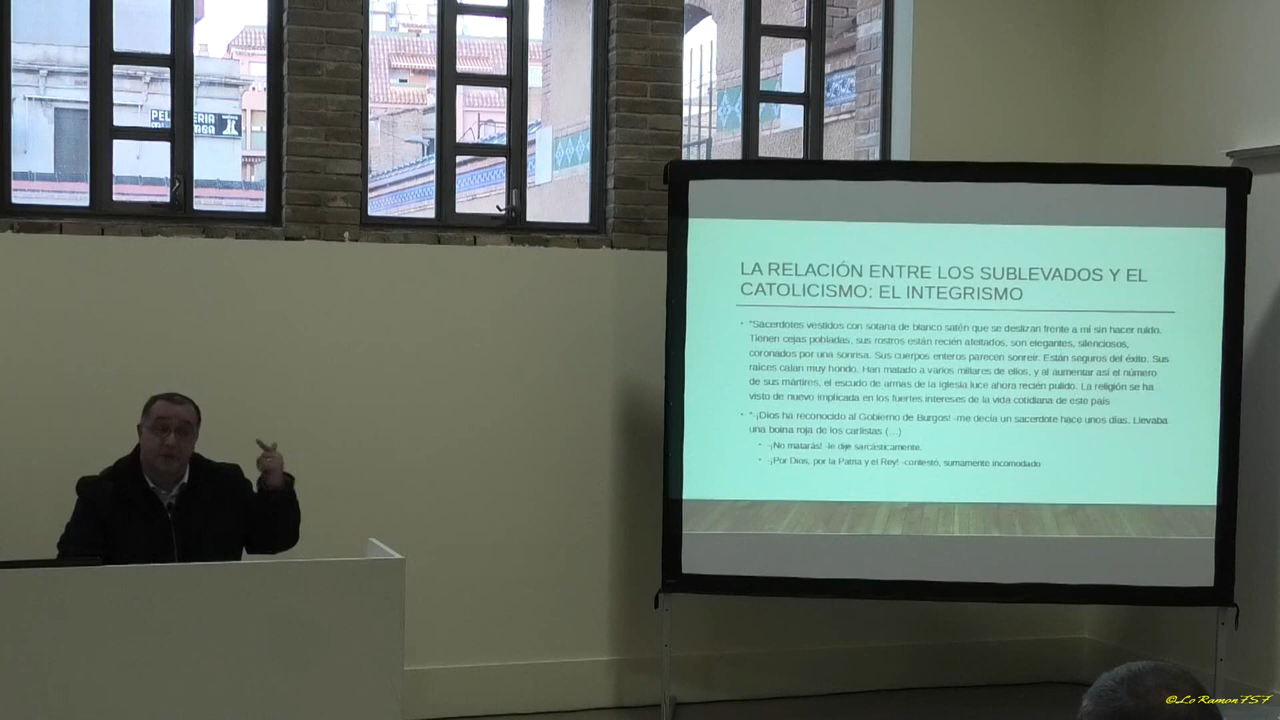 PEL
ERIA
LA RELACIÓN ENTRE LOS SUBLEVADOS Y EL
CATOLICISMO: EL INTEGRISMO
• "Sacerdotes vestidos con sotana de blanco satén que se deslizan frente a mí sin hacer ruido.
Tienen cejas pobladas, sus rostros están recién afeitados, son elegantes, silenciosos,
coronados por una sonrisa. Sus cuerpos enteros parecen sonreír. Están seguros del éxito. Sus
raíces calan muy hondo. Han matado a varios millares de ellos, y al aumentar así el número
de sus mártires, el escudo de armas de la Iglesia luce ahora recién pulido. La religión se ha
visto de nuevo implicada en los fuertes intereses de la vida cotidiana de este país
• "-¡Dios ha reconocido al Gobierno de Burgos! -me decía un sacerdote hace unos días. Llevaba
una boina roja de los carlistas (...)
• -¡No matarás! -le dije sarcásticamente.
• -¡Por Dios, por la Patria y el Rey! -contestó, sumamente incomodado
©Lo Ramon757